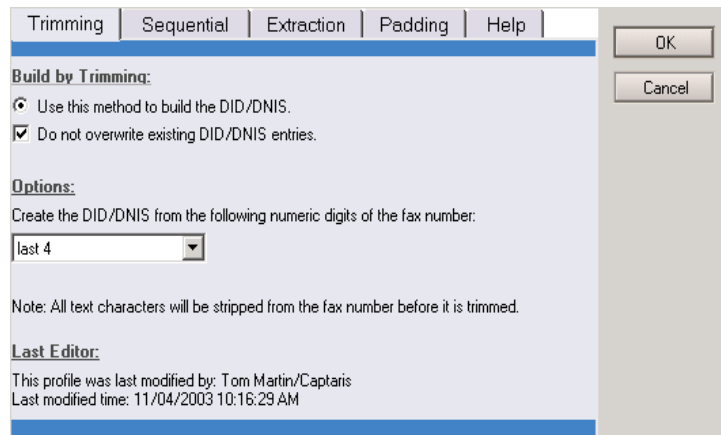 Trimming Sequential Extraction Padding Help
OK
Build by Trimming:
Cancel
Use this method to build the DID/DNIS.
Do not overwrite existing DID/DNIS entries.
Options:
Create the DID/DNIS from the following numeric digits of the fax number:
last 4
Note: All text characters will be stripped from the fax number before it is trimmed.
Last Editor:
This profile was last modified by: Tom Martin/Captaris
Last modified time: 11/04/2003 10:16:29 AM